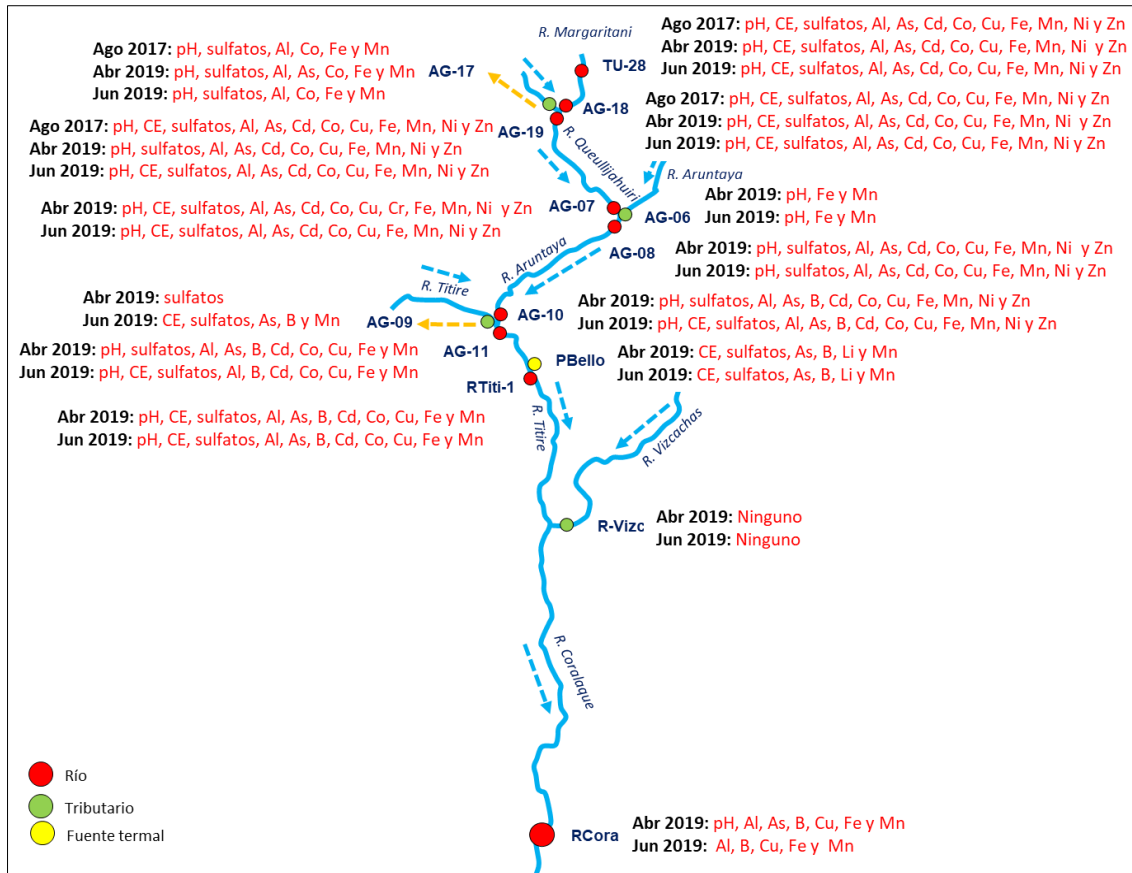 R. Margaritani
TU-28
Ago 2017: pH, CE, sulfatos, Al, As, Cd, Co, Cu, Fe, Mn, Ni y Zn
Abr 2019: pH, CE, sulfatos, Al, As, Cd, Co, Cu, Fe, Mn, Ni y Zn
Jun 2019: pH, CE, sulfatos, Al, As, Cd, Co, Cu, Fe, Mn, Ni y Zn
Ago 2017: pH, sulfatos, Al, Co, Fe y Mn
Abr 2019: pH, sulfatos, Al, As, Co, Fe y Mn
Jun 2019: pH, sulfatos, Al, Co, Fe y Mn
AG-17
AG-18
Ago 2017: pH, CE, sulfatos, Al, As, Cd, Co, Cu, Fe, Mn, Ni y Zn
Abr 2019: pH, CE, sulfatos, Al, As, Cd, Co, Cu, Fe, Mn, Ni y Zn
Jun 2019: pH, CE, sulfatos, Al, As, Cd, Co, Cu, Fe, Mn, Ni y Zn
Ago 2017: pH, CE, sulfatos, Al, As, Cd, Co, Cu, Fe, Mn, Ni y Zn
Abr 2019: pH, sulfatos, Al, As, Cd, Co, Cu, Fe, Mn, Ni y Zn
Jun 2019: pH, CE, sulfatos, Al, As, Cd, Co, Cu, Fe, Mn, Ni y Zn
AG-19
R. Queullijahuiri
R. Aruntaya
Abr 2019: pH, CE, sulfatos, Al, As, Cd, Co, Cu, Cr, Fe, Mn, Ni y Zn
Jun 2019: pH, CE, sulfatos, Al, As, Cd, Co, Cu, Fe, Mn, Ni y Zn
AG-07
AG-06
Abr 2019: pH, Fe y Mn
Jun 2019: pH, Fe y Mn
AG-08
Abr 2019: pH, sulfatos, Al, As, Cd, Co, Cu, Fe, Mn, Ni y Zn
Jun 2019: pH, sulfatos, Al, As, Cd, Co, Cu, Fe, Mn, Ni y Zn
R. Aruntaya
R. Titire
Abr 2019: sulfatos
Jun 2019: CE, sulfatos, As, B y Mn
AG-09
AG-10
Abr 2019: pH, sulfatos, Al, As, B, Cd, Co, Cu, Fe, Mn, Ni y Zn
Jun 2019: pH, CE, sulfatos, Al, As, B, Cd, Co, Cu, Fe, Mn, Ni y Zn
Abr 2019: pH, sulfatos, Al, As, B, Cd, Co, Cu, Fe y Mn
Jun 2019: pH, CE, sulfatos, Al, B, Cd, Co, Cu, Fe y Mn
AG-11
PBello
Abr 2019: CE, sulfatos, As, B, Li y Mn
Jun 2019: CE, sulfatos, As, B, Li y Mn
RTiti-1
Abr 2019: pH, CE, sulfatos, Al, As, B, Cd, Co, Cu, Fe y Mn
Jun 2019: pH, CE, sulfatos, Al, As, B, Cd, Co, Cu, Fe y Mn
R. Titire
R. Vizcachas
R-Vizc
Abr 2019: Ninguno
Jun 2019: Ninguno
R. Coralaque
Río
Tributario
Fuente termal
RCora
Abr 2019: pH, Al, As, B, Cu, Fe y Mn
Jun 2019: Al, B, Cu, Fe y Mn